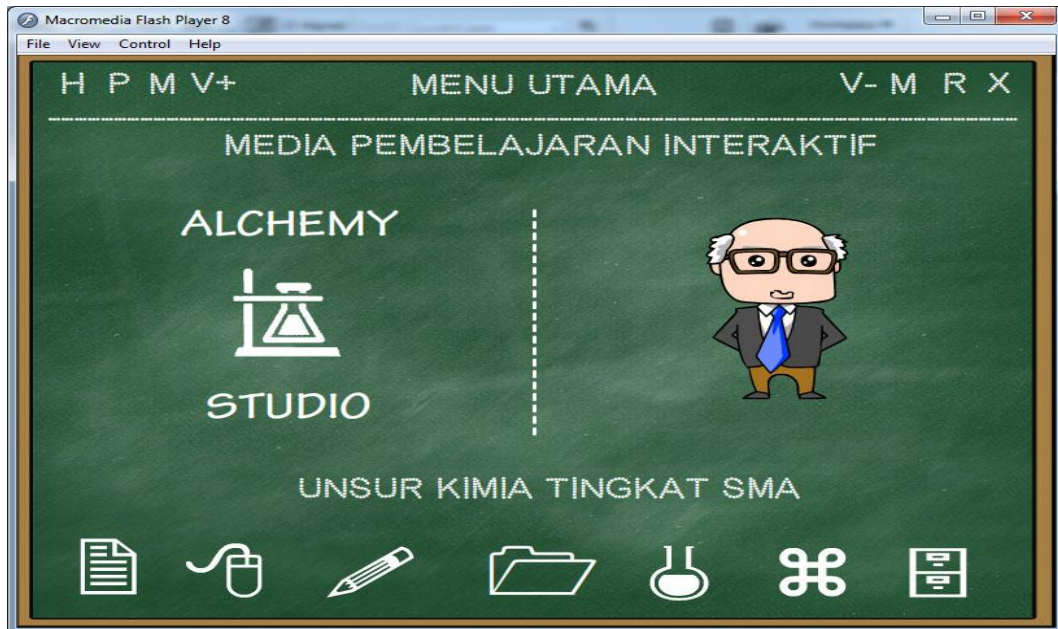 Macromedia Flash Player 8
File View Control Help
H P M V+ MENU UTAMA V- M R X
MEDIA PEMBELAJARAN INTERAKTIF
ALCHEMY
STUDIO
UNSUR KIMIA TINGKAT SMA